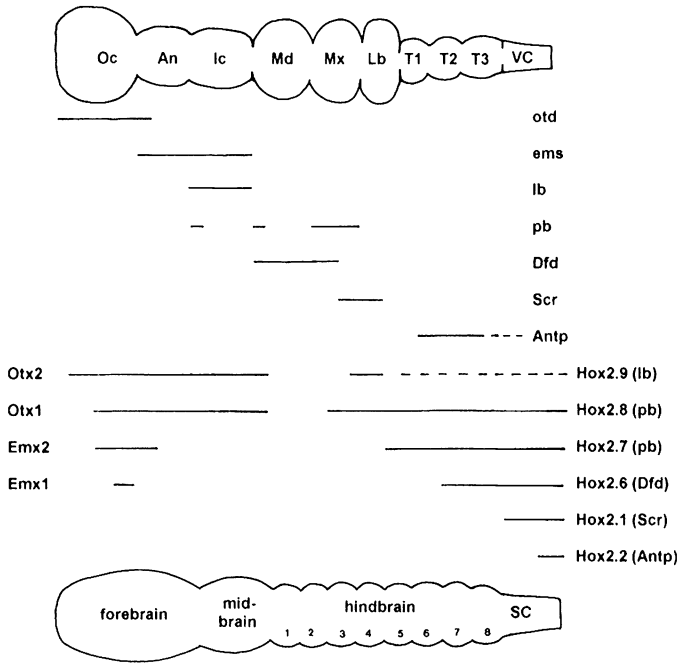 Oc An Ic Md Mx Lb T1 T2 T3 VC
otd
ems
lb
pb
Dfd
Scr
Antp
Otx2 Hox2.9 (lb)
Otx1 Hox2.8 (pb)
Emx2 Hox2.7 (pb)
Emx1 Hox2.6 (Dfd)
Hox2.1 (Scr)
Hox2.2 (Antp)
forebrain mid-
brain hindbrain SC
1 2 3 4 5 6 7 8